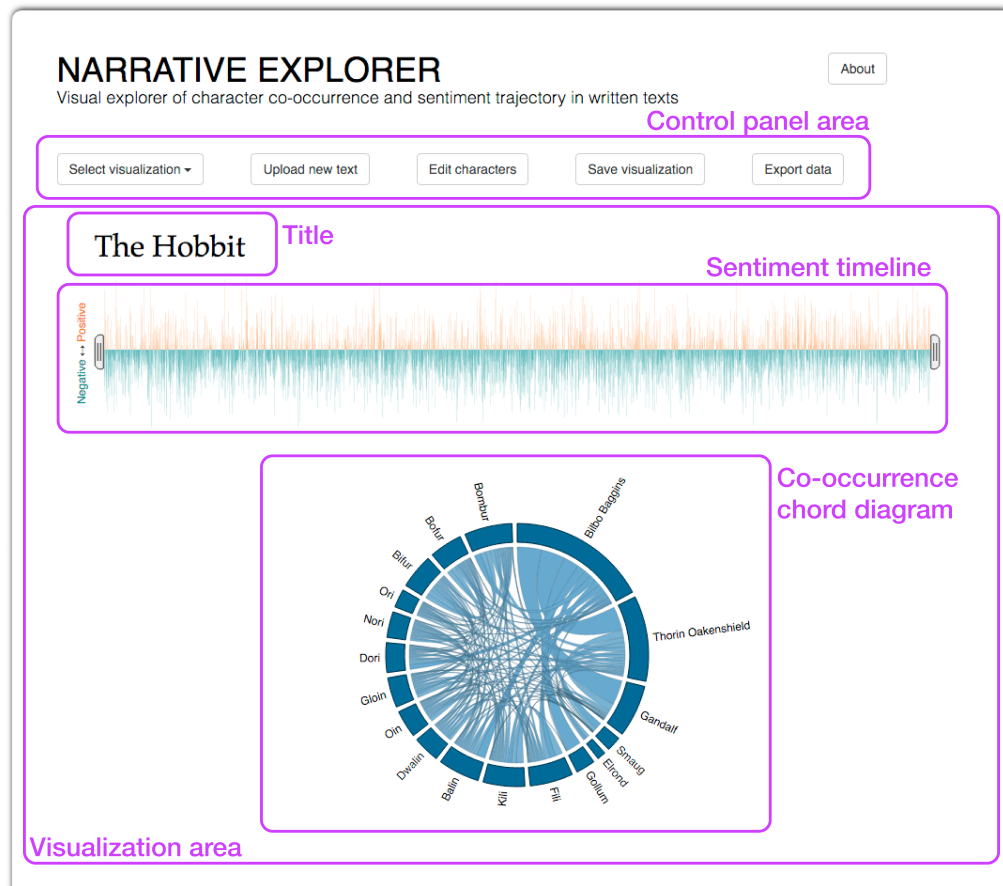 NARRATIVE EXPLORER
About
Visual explorer of character co-occurrence and sentiment trajectory in written texts
Control panel area
Select visualization
Upload new text
Edit characters
Save visualization
Export data
The Hobbit
Title
Sentiment timeline
Negative ↔ Positive
Co-occurrence
chord diagram
Bilbo Baggins
Thorin Oakenshield
Gandalf
Smaug
Elrond
Gollum
Fili
Kili
Balin
Dwalin
Oin
Gloin
Dori
Nori
Ori
Bifur
Bofur
Bombur
Visualization area